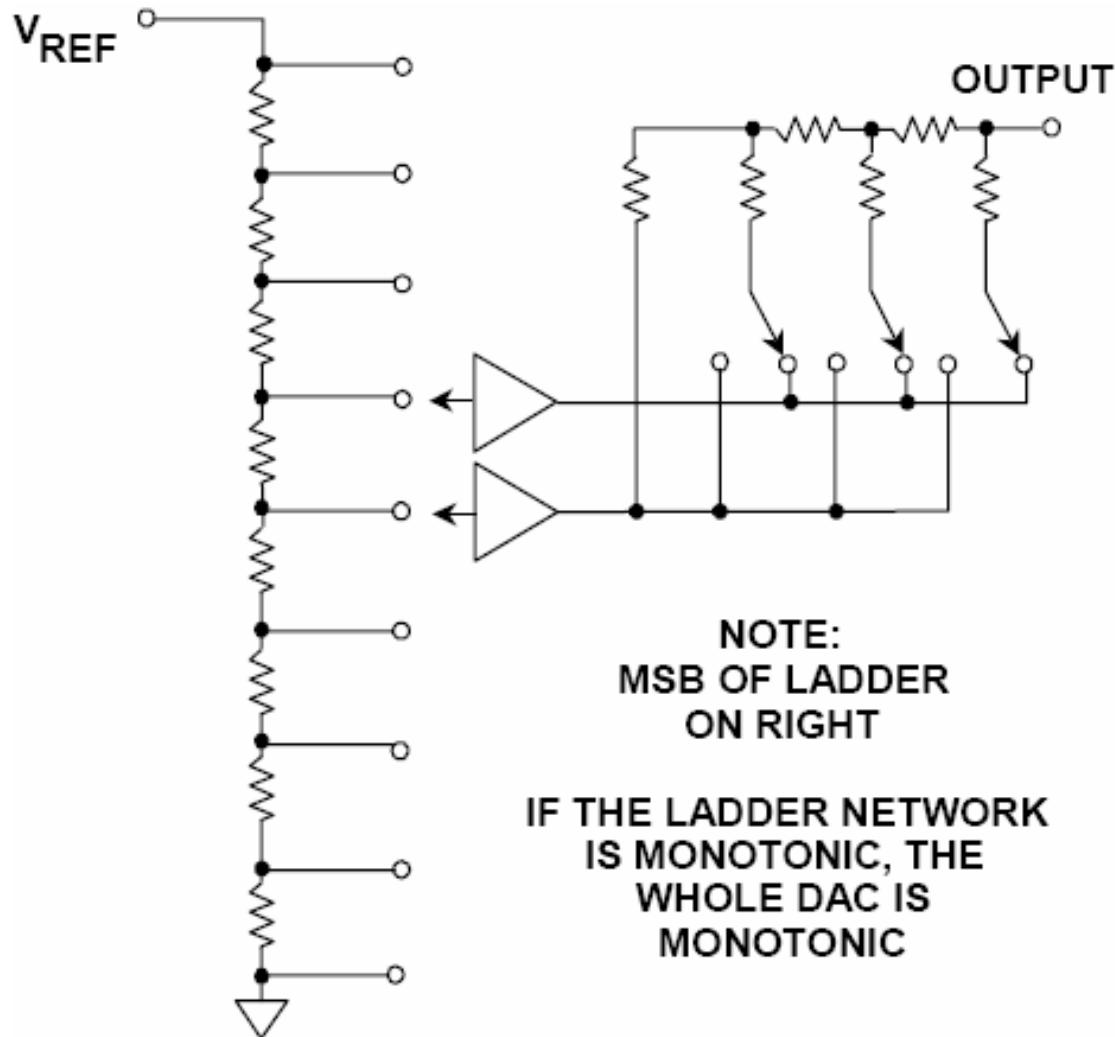 VREF
OUTPUT
NOTE:
MSB OF LADDER
ON RIGHT
IF THE LADDER NETWORK
IS MONOTONIC, THE
WHOLE DAC IS
MONOTONIC